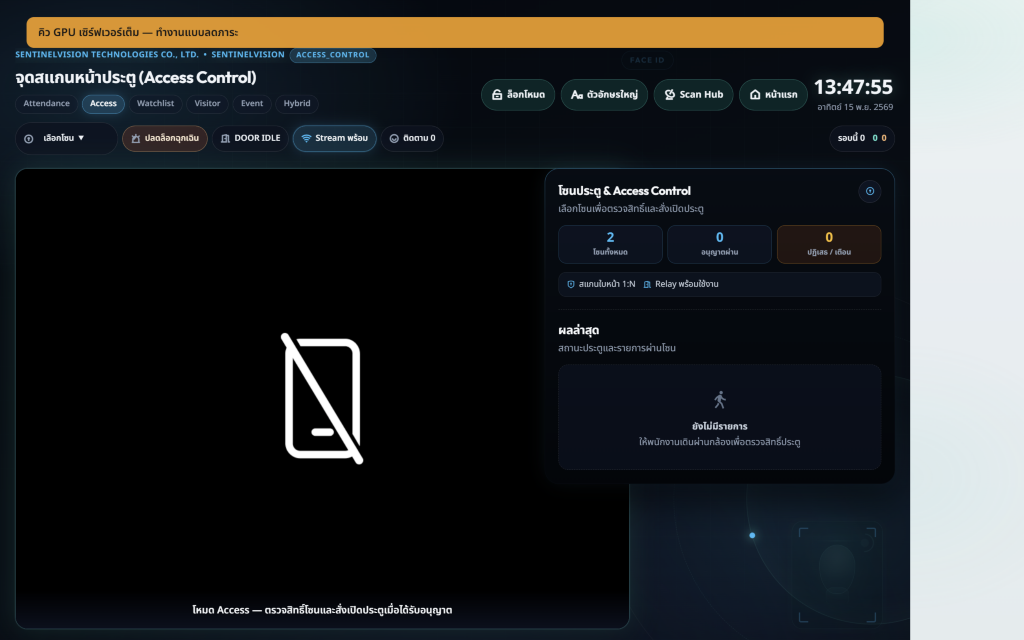 คิว GPU เซิร์ฟเวอร์เต็ม — ทำงานแบบลดภาระ
SENTINELVISION TECHNOLOGIES CO., LTD. • SENTINELVISION ACCESS_CONTROL
FACE ID
จุดสแกนหน้าประตู (Access Control)
Attendance Access Watchlist Visitor Event Hybrid
ล็อกโหมด ตัวอักษรใหญ่ Scan Hub หน้าแรก
13:47:55
อาทิตย์ 15 พ.ย. 2569
เลือกโซน ▼ ปลดล็อกฉุกเฉิน DOOR IDLE Stream พร้อม ติดตาม 0
รอบนี้ 0 0 0
โซนประตู & Access Control
เลือกโซนเพื่อตรวจสิทธิ์และสั่งเปิดประตู
2 0 0
โซนทั้งหมด อนุญาตผ่าน ปฏิเสธ / เตือน
สแกนใบหน้า 1:N Relay พร้อมใช้งาน
ผลล่าสุด
สถานะประตูและรายการผ่านโซน
ยังไม่มีรายการ
ให้พนักงานเดินผ่านกล้องเพื่อตรวจสิทธิ์ประตู
โหมด Access — ตรวจสิทธิ์โซนและสั่งเปิดประตูเมื่อได้รับอนุญาต